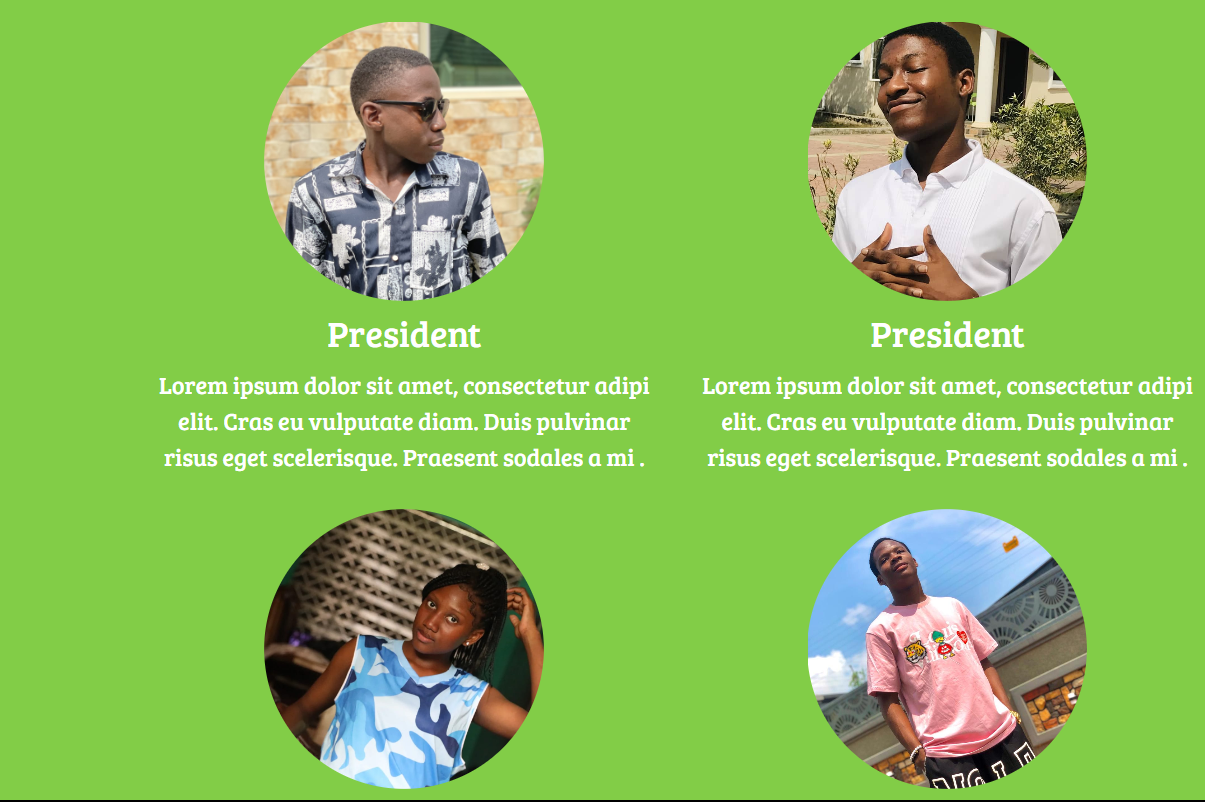 President
Lorem ipsum dolor sit amet, consectetur adipi
elit. Cras eu vulputate diam. Duis pulvinar
risus eget scelerisque. Praesent sodales a mi .
President
Lorem ipsum dolor sit amet, consectetur adipi
elit. Cras eu vulputate diam. Duis pulvinar
risus eget scelerisque. Praesent sodales a mi .